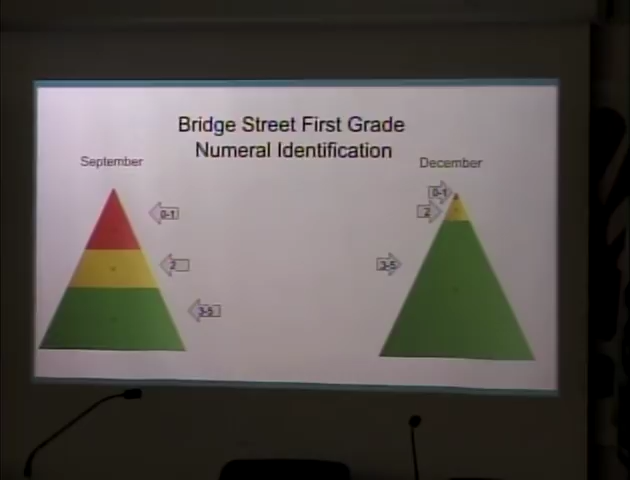 Bridge Street First Grade
Numeral Identification
September
December
0-1
2
3-5
0-1
2
3-5